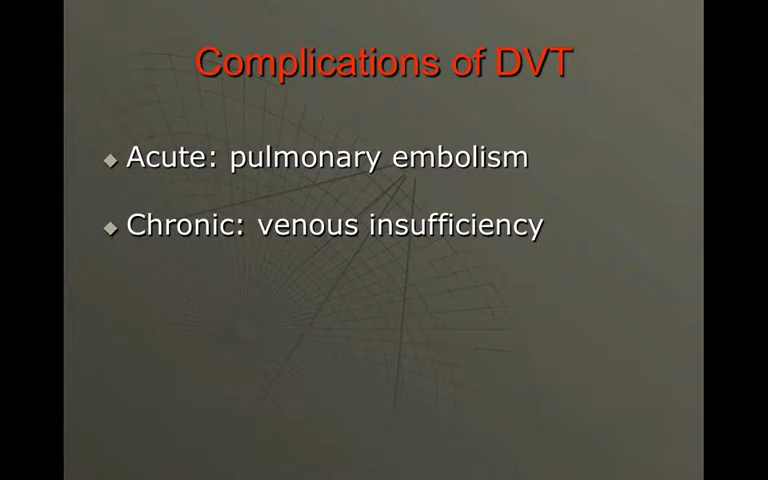 Complications of DVT
Acute: pulmonary embolism
Chronic: venous insufficiency